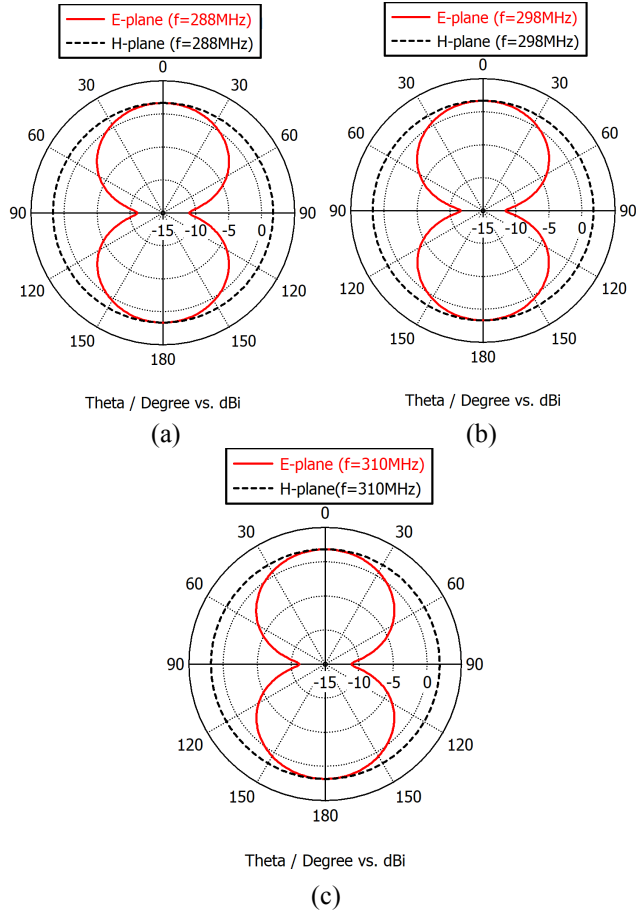 E-plane (f=288MHz)
H-plane (f=288MHz)
0
30 30
60 60
90 90
-15 -10 -5 0
120 120
150 150
180
Theta / Degree vs. dBi
(a)
E-plane (f=298MHz)
H-plane (f=298MHz)
0
30 30
60 60
90 90
-15 -10 -5 0
120 120
150 150
180
Theta / Degree vs. dBi
(b)
E-plane (f=310MHz)
H-plane(f=310MHz)
0
30 30
60 60
90 90
-15 -10 -5 0
120 120
150 150
180
Theta / Degree vs. dBi
(c)